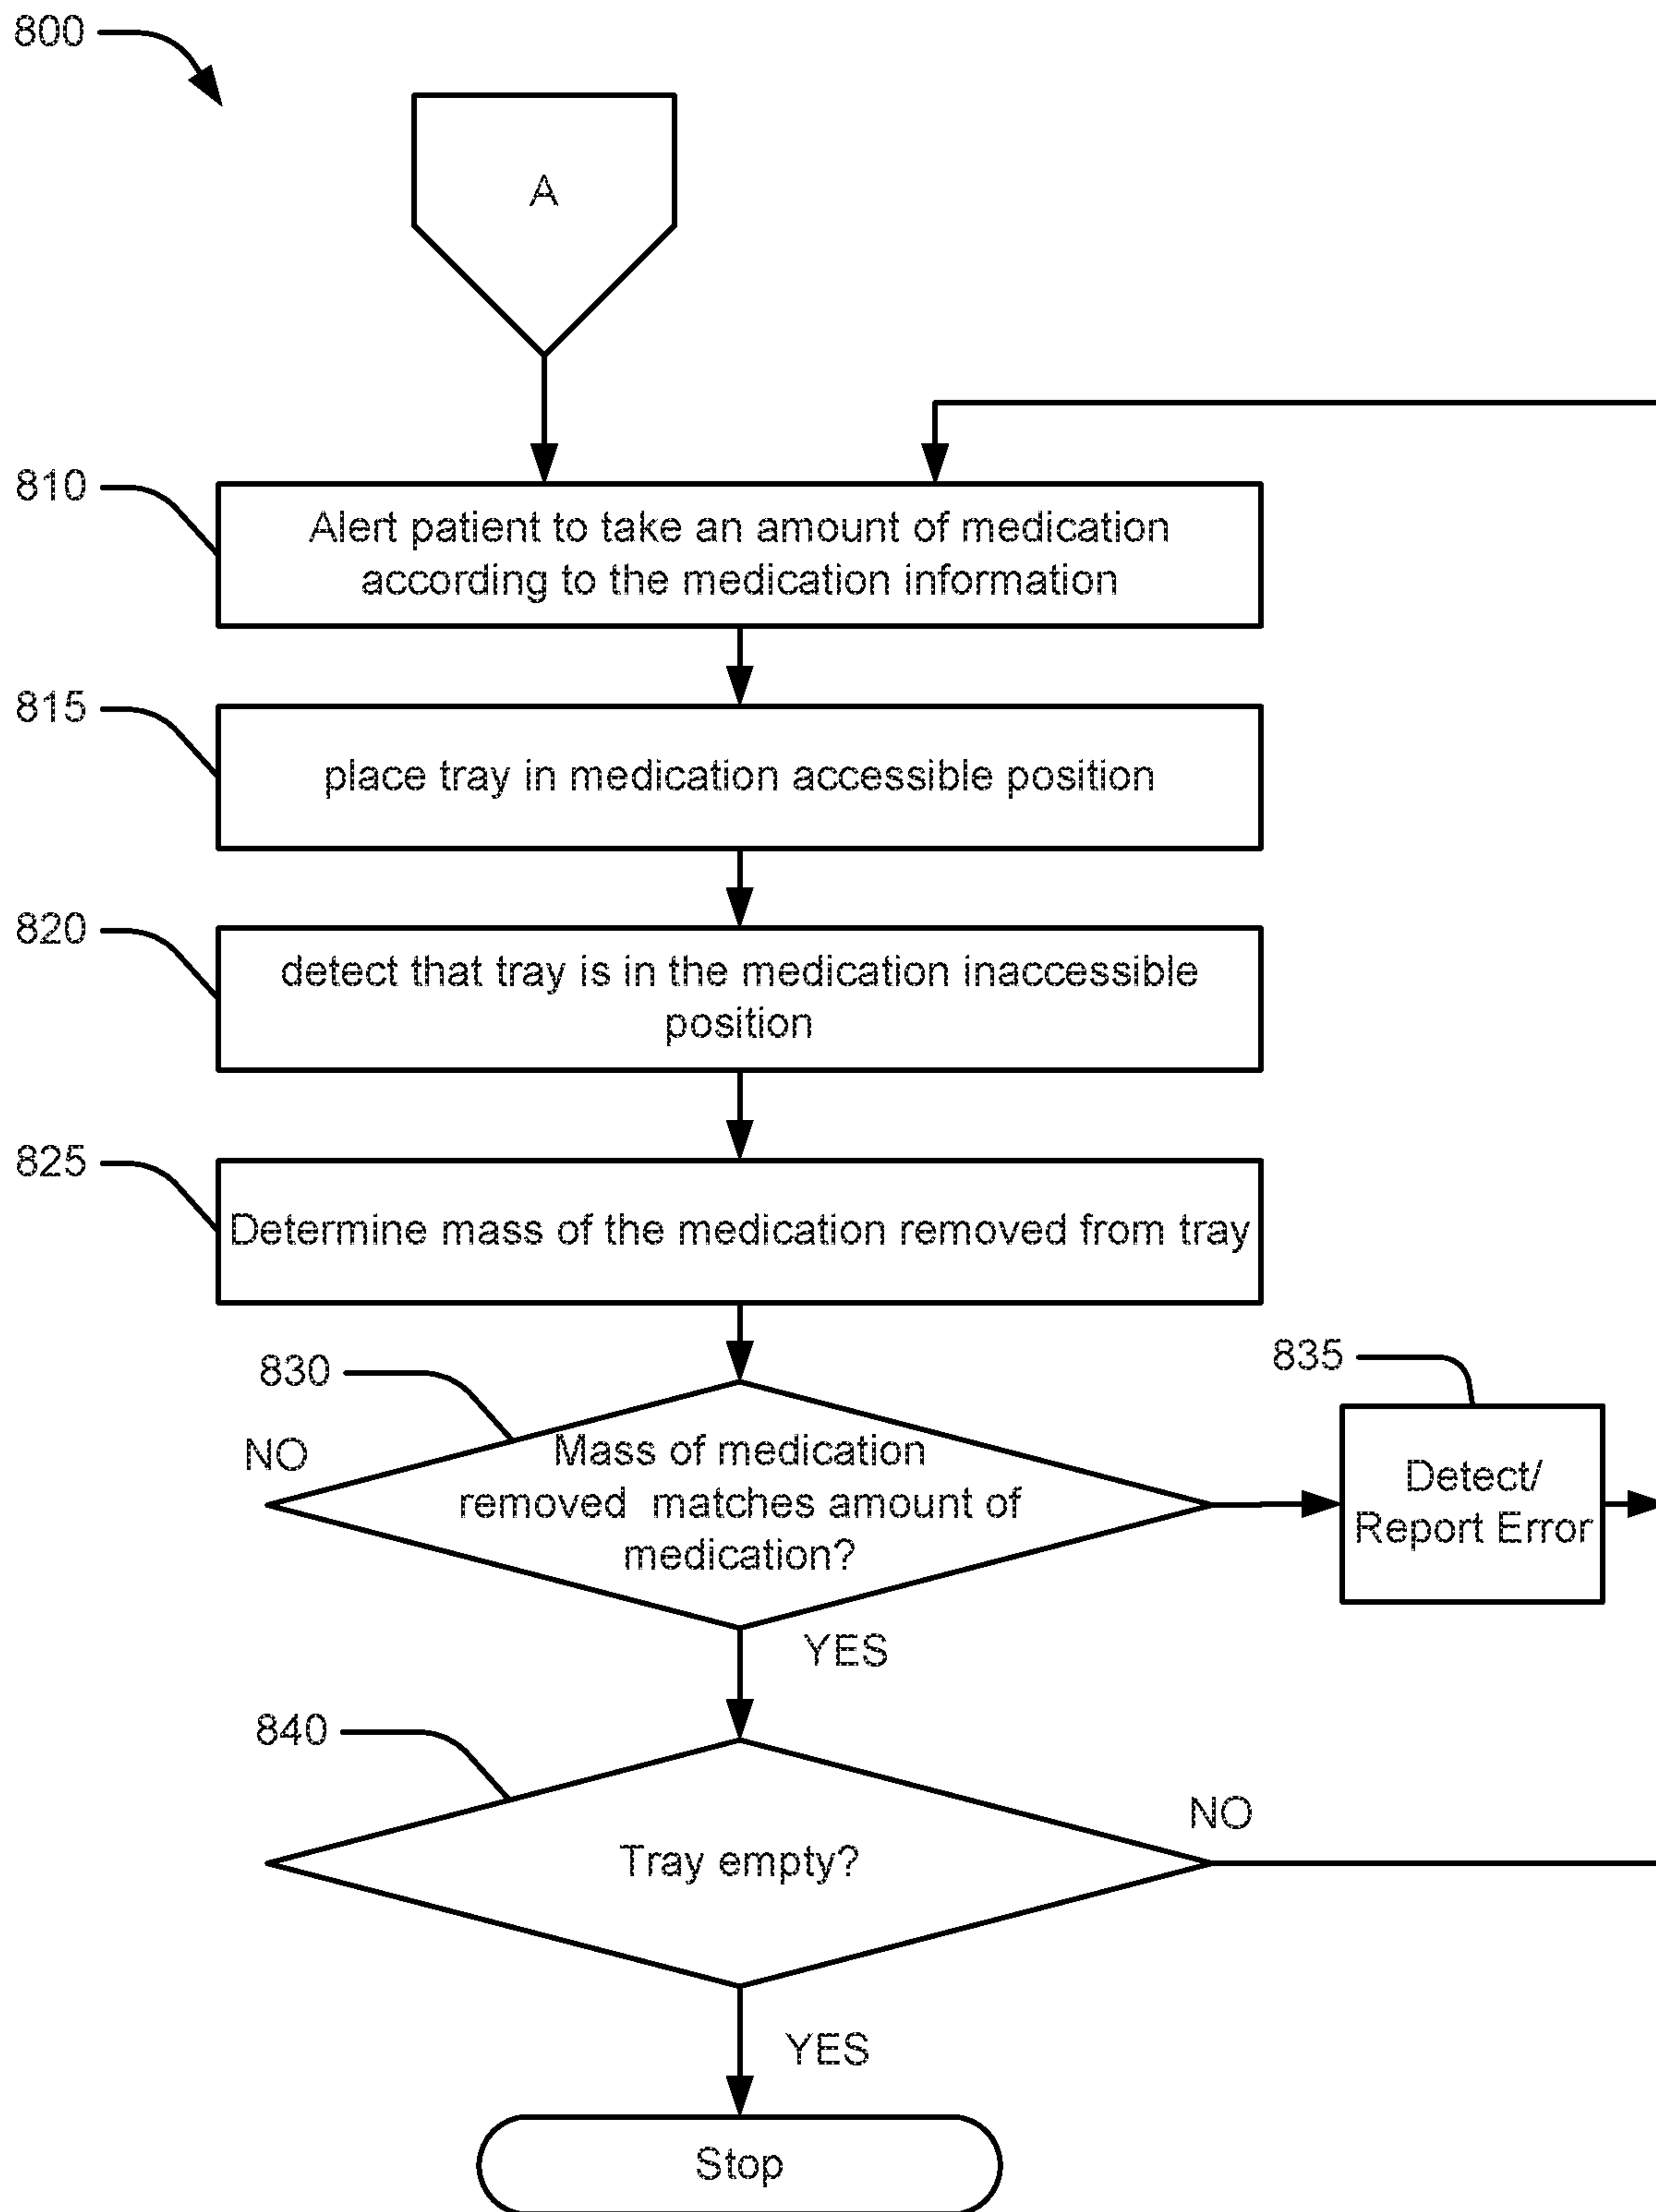 800
A
810
Alert patient to take an amount of medication
according to the medication information
815
place tray in medication accessible position
820
detect that tray is in the medication inaccessible
position
825
Determine mass of the medication removed from tray
830
835
NO
Mass of medication
removed  matches amount of
medication?
Detect/
Report Error
YES
840
NO
Tray empty?
YES
Stop